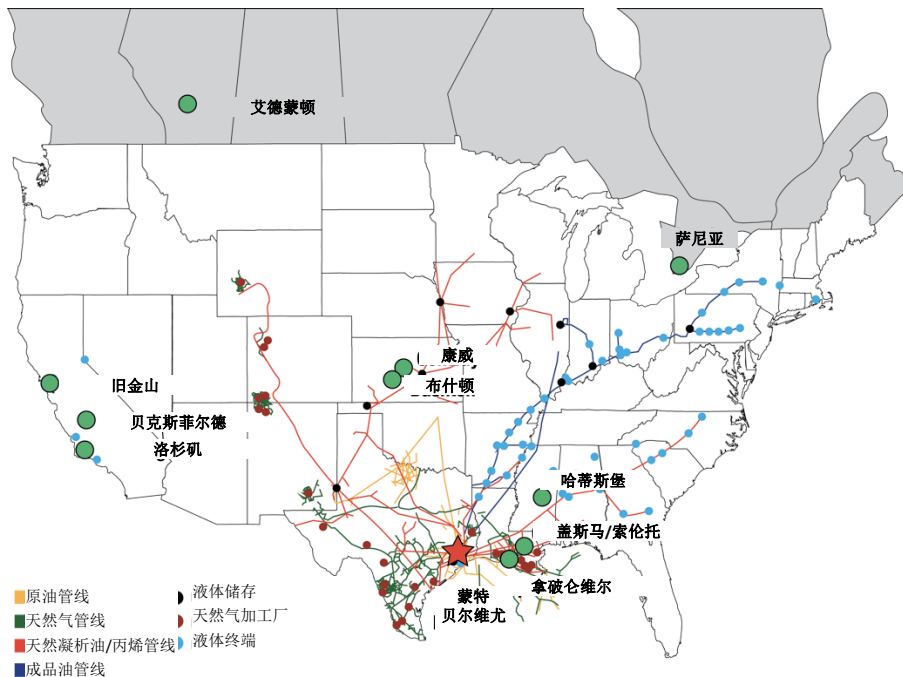 艾德蒙顿
萨尼亚
康威
布什顿
旧金山
贝克斯菲尔德
洛杉矶
哈蒂斯堡
盖斯马/索伦托
拿破仑维尔
蒙特
贝尔维尤
原油管线
天然气管线
天然凝析油/丙烯管线
成品油管线
液体储存
天然气加工厂
液体终端